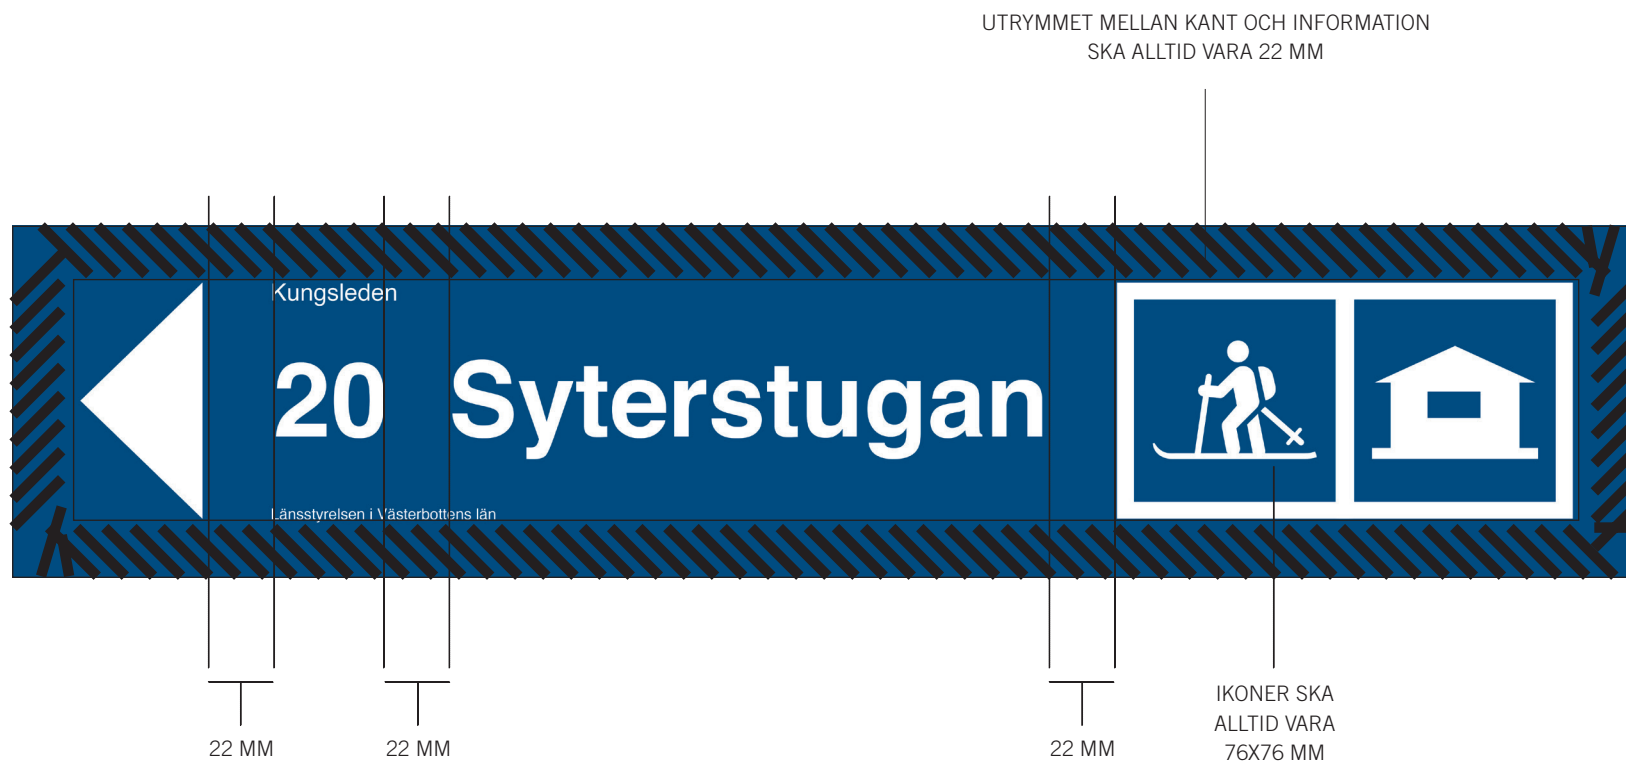 UTRYMMET MELLAN KANT OCH INFORMATION
SKA ALLTID VARA 22 MM
Kungsleden
20 Syterstugan
Länsstyrelsen i Västerbottens län
22 MM
22 MM
22 MM
IKONER SKA
ALLTID VARA
76X76 MM